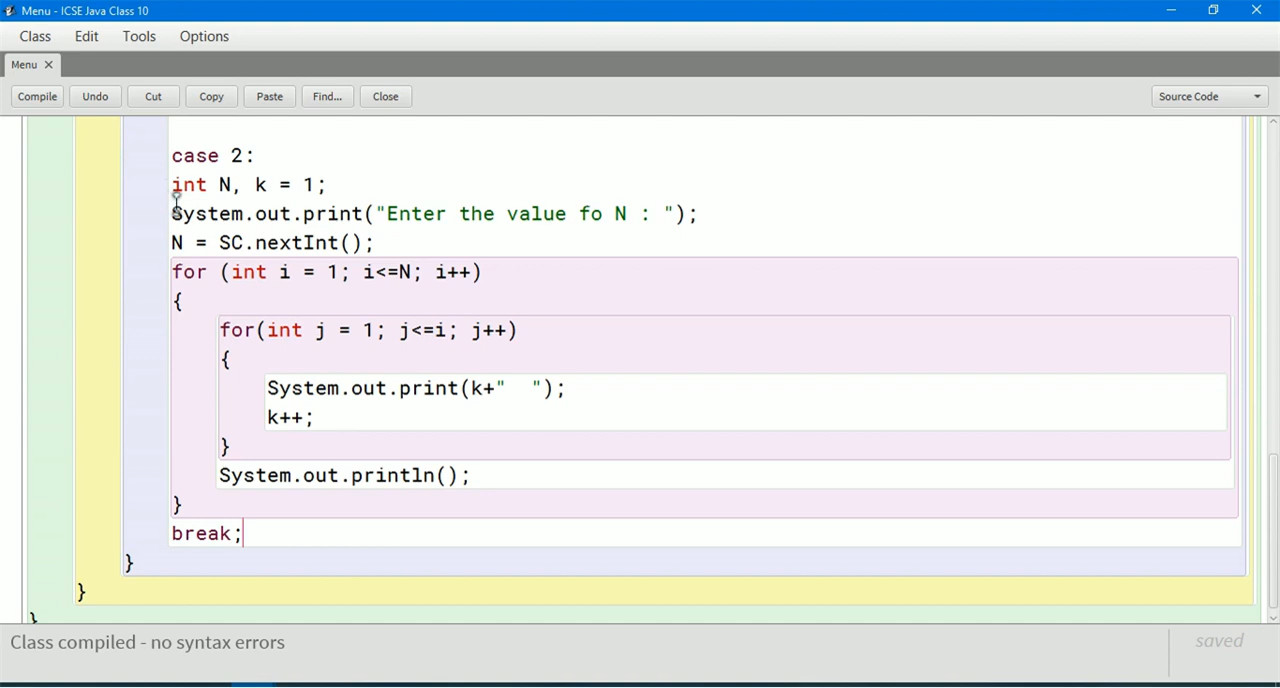 Menu - ICSE Java Class 10
Class Edit Tools Options
Menu
Compile Undo Cut Copy Paste Find... Close Source Code
case 2:
int N, k = 1;
System.out.print("Enter the value fo N : ");
N = SC.nextInt();
for (int i = 1; i<=N; i++)
{
for(int j = 1; j<=i; j++)
{
System.out.print(k+"  ");
k++;
}
System.out.println();
}
break;
}
}
}
Class compiled - no syntax errors
saved